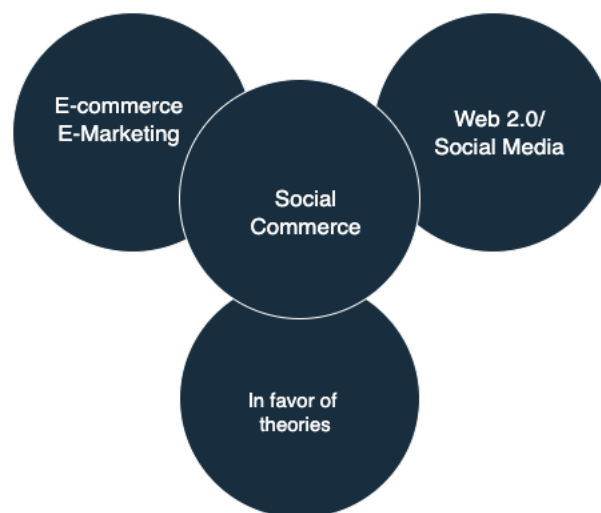 E-commerce
E-Marketing
Web 2.0/
Social Media
Social
Commerce
In favor of
theories